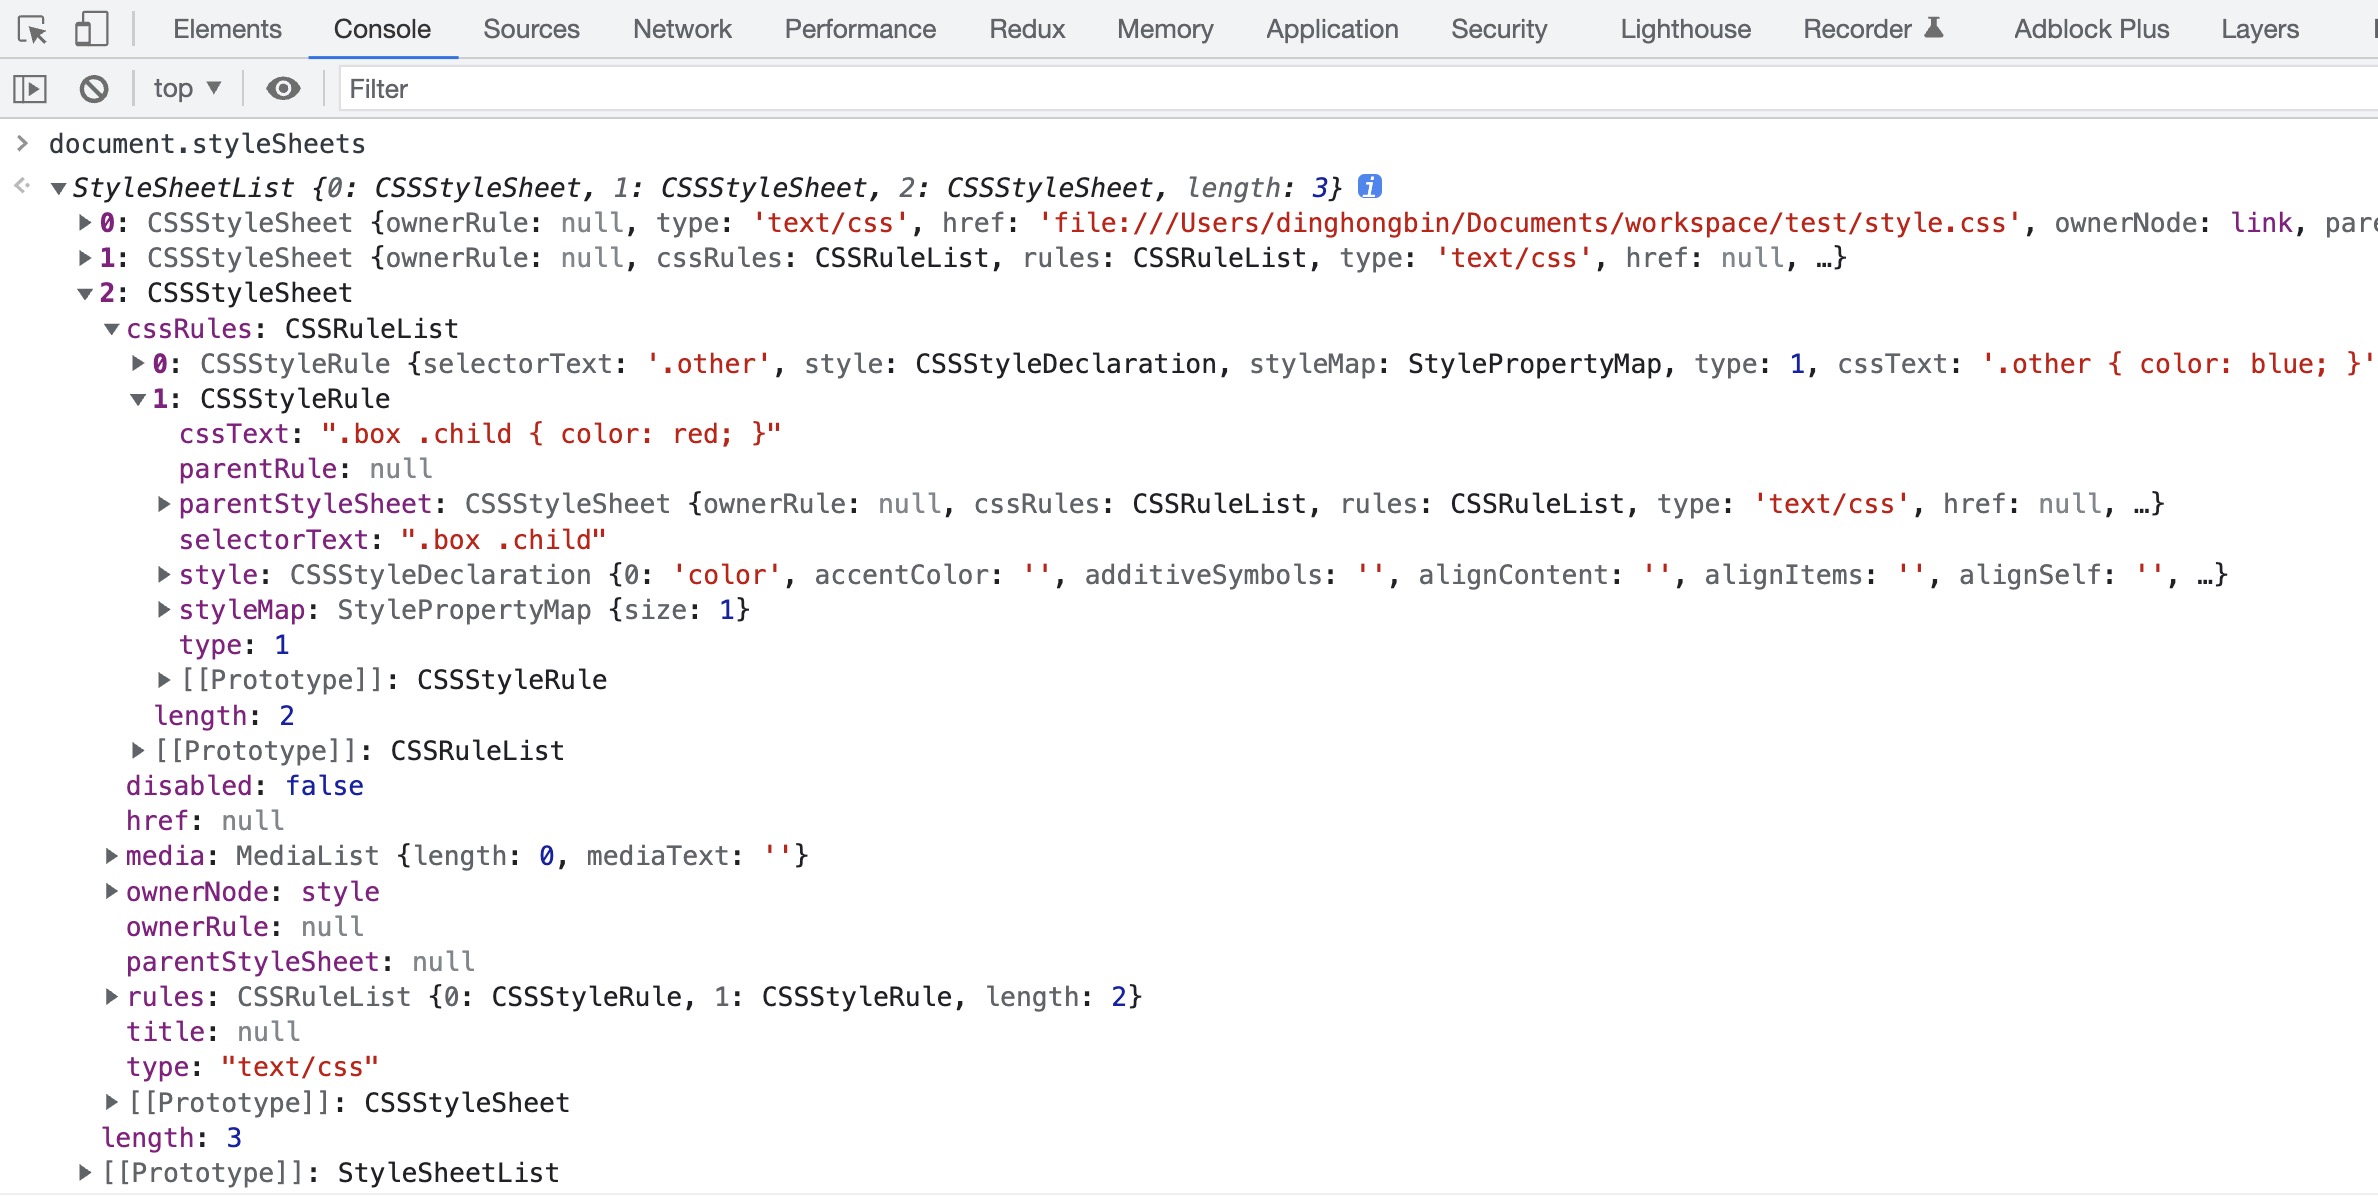 Elements Console Sources Network Performance Redux Memory Application Security Lighthouse Recorder Adblock Plus Layers
top ▼ Filter
> document.styleSheets
▼StyleSheetList {0: CSSStyleSheet, 1: CSSStyleSheet, 2: CSSStyleSheet, length: 3} i
▶0: CSSStyleSheet {ownerRule: null, type: 'text/css', href: 'file:///Users/dinghongbin/Documents/workspace/test/style.css', ownerNode: link, pare
▶1: CSSStyleSheet {ownerRule: null, cssRules: CSSRuleList, rules: CSSRuleList, type: 'text/css', href: null, …}
▼2: CSSStyleSheet
▼cssRules: CSSRuleList
▶0: CSSStyleRule {selectorText: '.other', style: CSSStyleDeclaration, styleMap: StylePropertyMap, type: 1, cssText: '.other { color: blue; }'
▼1: CSSStyleRule
cssText: ".box .child { color: red; }"
parentRule: null
▶parentStyleSheet: CSSStyleSheet {ownerRule: null, cssRules: CSSRuleList, rules: CSSRuleList, type: 'text/css', href: null, …}
selectorText: ".box .child"
▶style: CSSStyleDeclaration {0: 'color', accentColor: '', additiveSymbols: '', alignContent: '', alignItems: '', alignSelf: '', …}
▶styleMap: StylePropertyMap {size: 1}
type: 1
▶[[Prototype]]: CSSStyleRule
length: 2
▶[[Prototype]]: CSSRuleList
disabled: false
href: null
▶media: MediaList {length: 0, mediaText: ''}
▶ownerNode: style
ownerRule: null
parentStyleSheet: null
▶rules: CSSRuleList {0: CSSStyleRule, 1: CSSStyleRule, length: 2}
title: null
type: "text/css"
▶[[Prototype]]: CSSStyleSheet
length: 3
▶[[Prototype]]: StyleSheetList